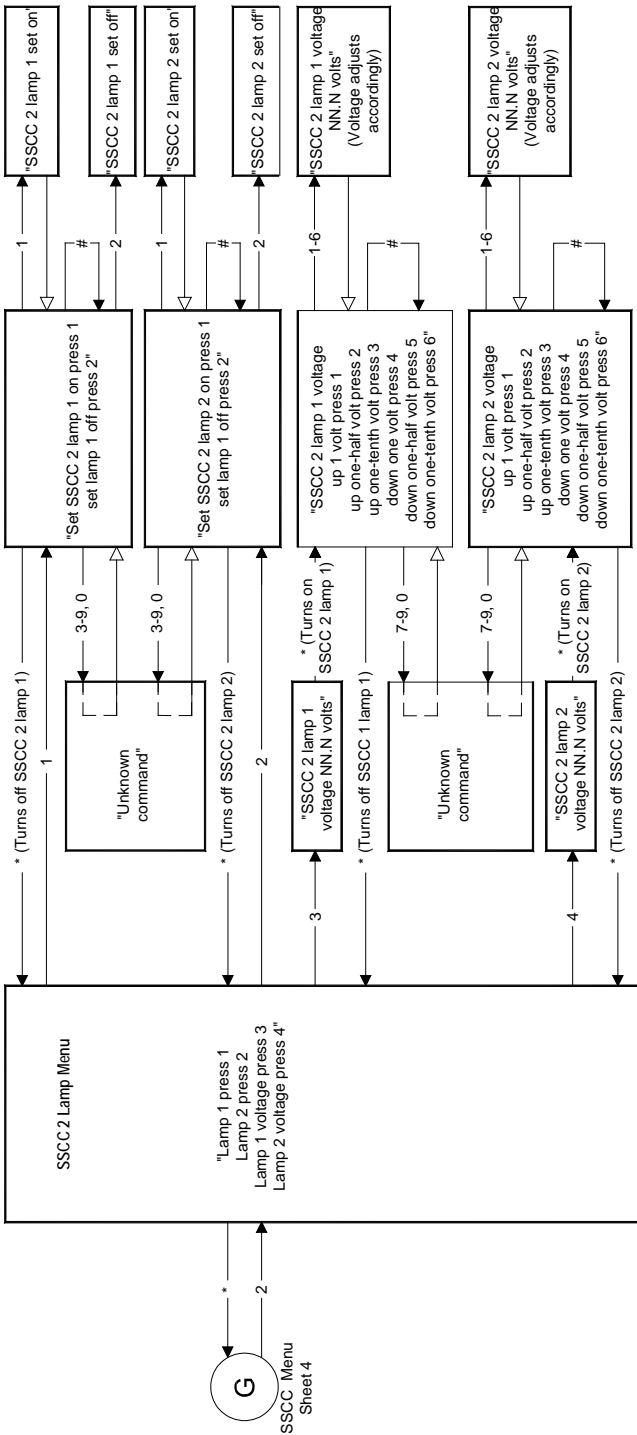 G
SSCC Menu
Sheet 4
*
2
SSCC 2 Lamp Menu
"Lamp 1 press 1
Lamp 2 press 2
Lamp 1 voltage press 3
Lamp 2 voltage press 4"
* (Turns off SSCC 2 lamp 1)
1
"Unknown
command"
3-9, 0
3-9, 0
* (Turns off SSCC 2 lamp 2)
2
3
"SSCC 2 lamp 1
voltage NN.N volts"
* (Turns on
SSCC 2 lamp 1)
* (Turns off SSCC 1 lamp 1)
"Unknown
command"
7-9, 0
7-9, 0
4
"SSCC 2 lamp 2
voltage NN.N volts"
* (Turns on
SSCC 2 lamp 2)
* (Turns off SSCC 2 lamp 2)
"Set SSCC 2 lamp 1 on press 1
set lamp 1 off press 2"
1
#
2
"SSCC 2 lamp 1 set on"
"SSCC 2 lamp 1 set off"
"Set SSCC 2 lamp 2 on press 1
set lamp 1 off press 2"
1
#
2
"SSCC 2 lamp 2 set on"
"SSCC 2 lamp 2 set off"
"SSCC 2 lamp 1 voltage
up 1 volt press 1
up one-half volt press 2
up one-tenth volt press 3
down one volt press 4
down one-half volt press 5
down one-tenth volt press 6"
1-6
#
"SSCC 2 lamp 1 voltage
NN.N volts"
(Voltage adjusts
accordingly)
"SSCC 2 lamp 2 voltage
up 1 volt press 1
up one-half volt press 2
up one-tenth volt press 3
down one volt press 4
down one-half volt press 5
down one-tenth volt press 6"
1-6
#
"SSCC 2 lamp 2 voltage
NN.N volts"
(Voltage adjusts
accordingly)